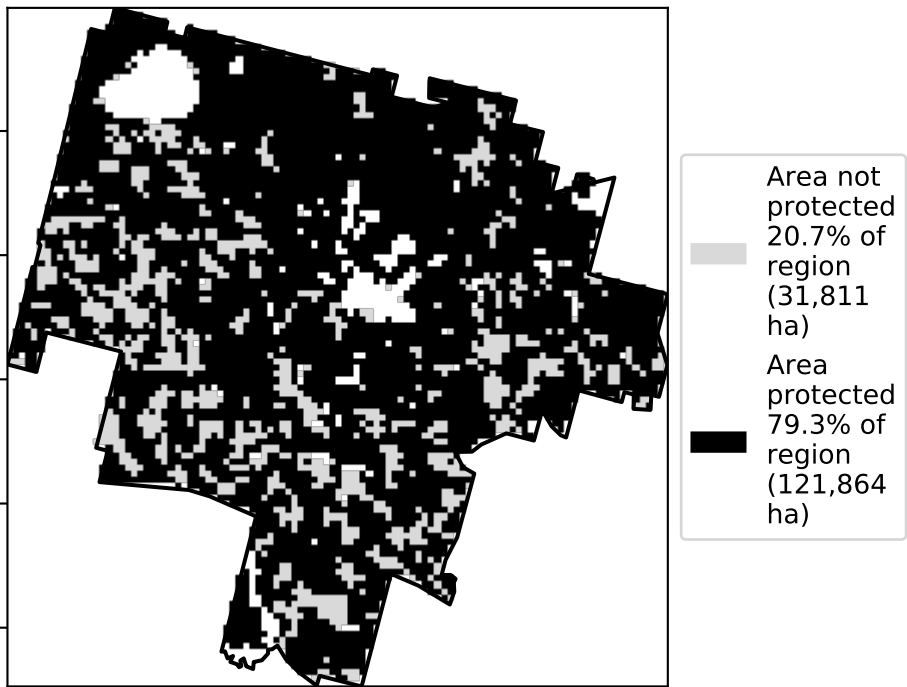 Area not
protected
20.7% of
region
(31,811
ha)
Area
protected
79.3% of
region
(121,864
ha)